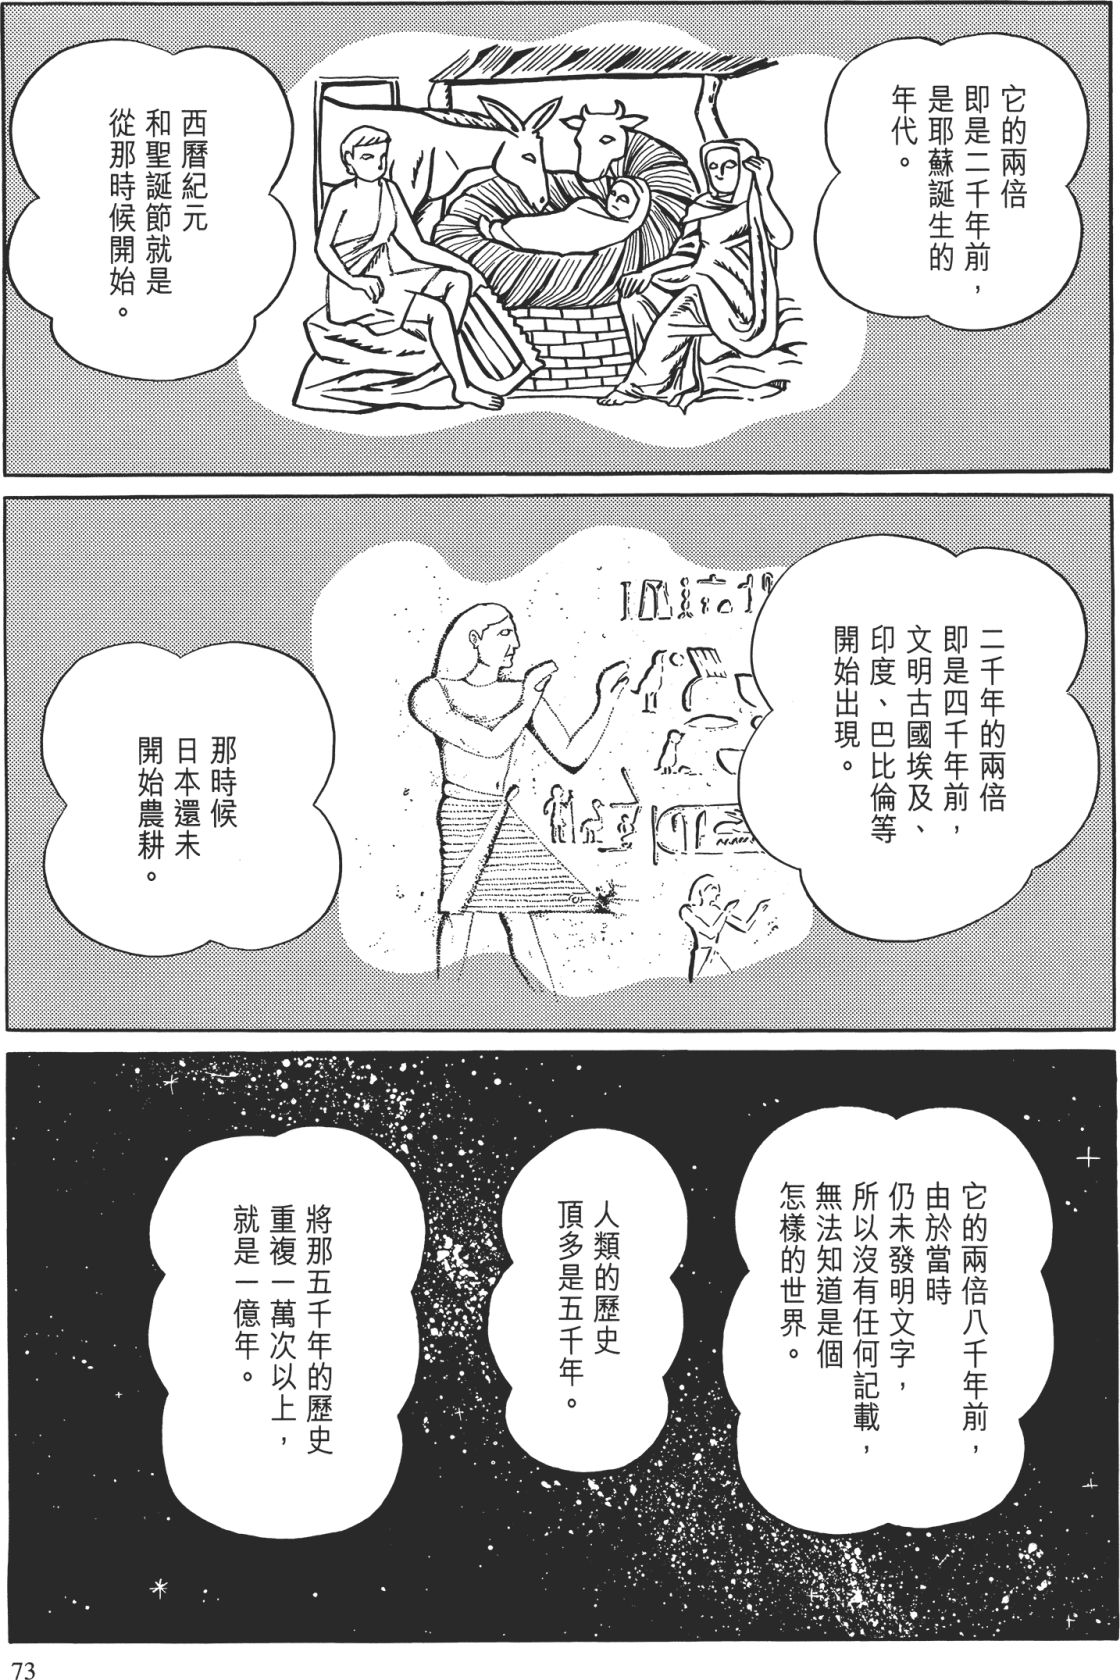 它的兩倍
即是二千年前，
是耶蘇誕生的
年代。
西曆紀元
和聖誕節就是
從那時候開始。
二千年的兩倍
即是四千年前，
文明古國埃及、
印度、巴比倫等
開始出現。
那時候
日本還未
開始農耕。
它的兩倍八千年前，
由於當時
仍未發明文字，
所以沒有任何記載，
無法知道是個
怎樣的世界。
人類的歷史
頂多是五千年。
將那五千年的歷史
重複一萬次以上，
就是一億年。
73